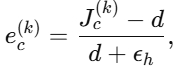 e_c^{(k)} = \frac{J_c^{(k)} - d}{d + \epsilon_h},